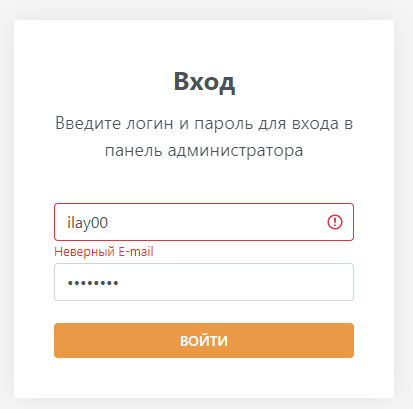 Вход
Введите логин и пароль для входа в
панель администратора
ilay00
Неверный E-mail
••••••••
ВОЙТИ